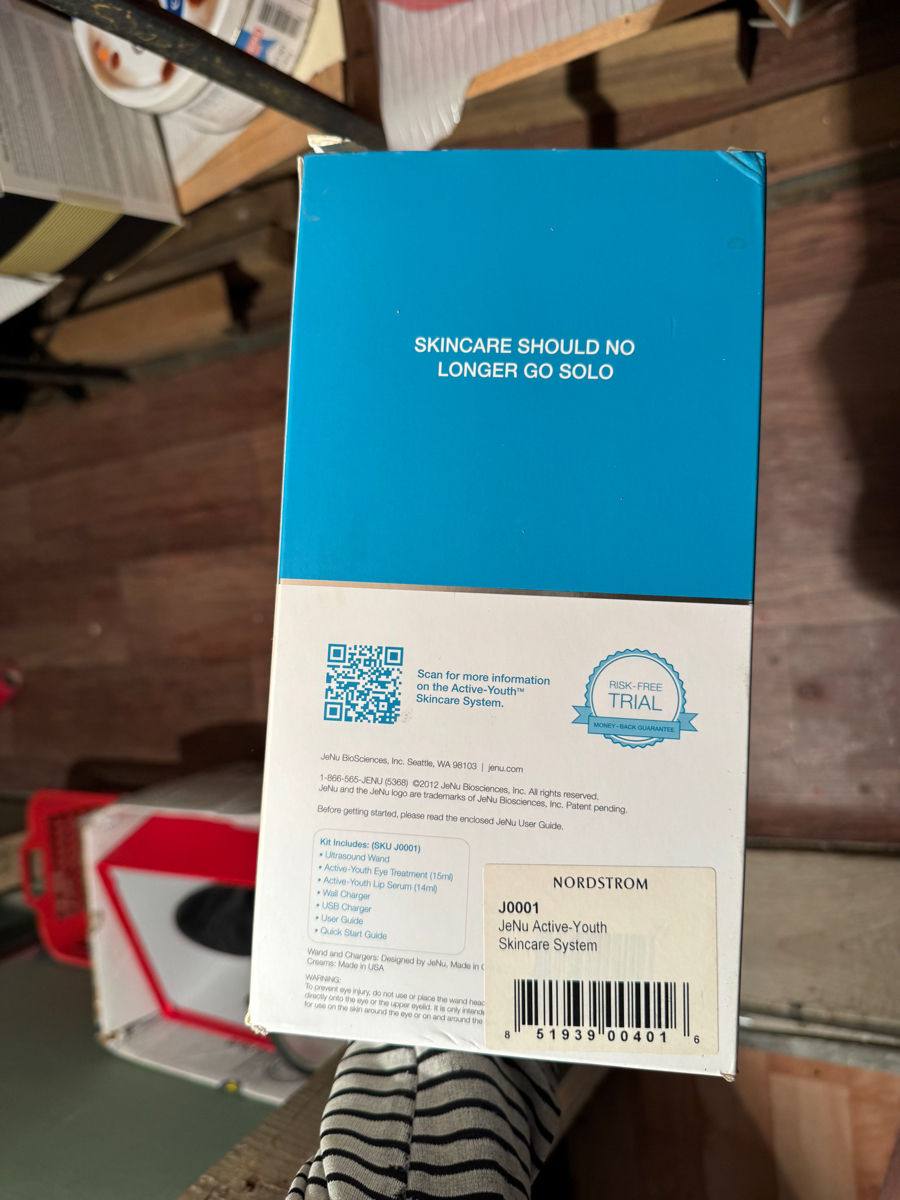 SKINCARE SHOULD NO
LONGER GO SOLO
Scan for more information
on the Active-Youth™
Skincare System.
RISK-FREE
TRIAL
MONEY-BACK GUARANTEE
JeNu BioSciences, Inc. Seattle, WA 98103 | jenu.com
1-866-565-JENU (5368) ©2012 JeNu Biosciences, Inc. All rights reserved.
JeNu and the JeNu logo are trademarks of JeNu Biosciences, Inc. Patent pending.
Before getting started, please read the enclosed JeNu User Guide.
Kit Includes: (SKU J0001)
• Ultrasound Wand
• Active-Youth Eye Treatment (15ml)
• Active-Youth Lip Serum (14ml)
• Wall Charger
• USB Charger
• User Guide
• Quick Start Guide
Wand and Chargers: Designed by JeNu, Made in
Creams: Made in USA
WARNING:
To prevent eye injury, do not use or place the wand head
directly onto the eye or the upper eyelid. It is only
for use on the skin around the eye or on and around the
NORDSTROM
J0001
JeNu Active-Youth
Skincare System
8 51939 00401 6